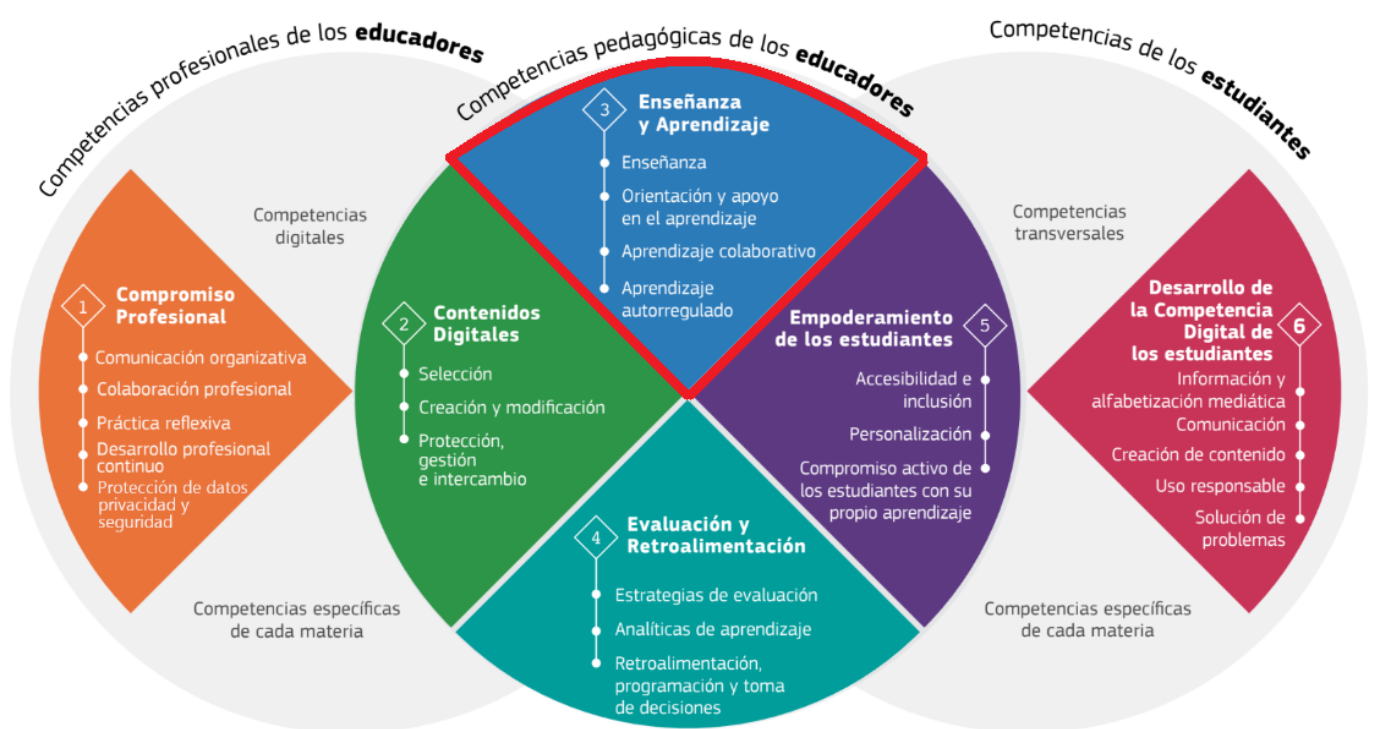 Competencias profesionales de los educadores
Competencias pedagógicas de los educadores
Competencias de los estudiantes
Competencias
digitales
1
Compromiso
Profesional
Comunicación organizativa
Colaboración profesional
Práctica reflexiva
Desarrollo profesional
continuo
Protección de datos
privacidad y
seguridad
Competencias específicas
de cada materia
2
Contenidos
Digitales
Selección
Creación y modificación
Protección,
gestión
e intercambio
3
Enseñanza
y Aprendizaje
Enseñanza
Orientación y apoyo
en el aprendizaje
Aprendizaje colaborativo
Aprendizaje
autorregulado
4
Evaluación y
Retroalimentación
Estrategias de evaluación
Analíticas de aprendizaje
Retroalimentación,
programación y toma
de decisiones
5
Empoderamiento
de los estudiantes
Accesibilidad e
inclusión
Personalización
Compromiso activo de
los estudiantes con su
propio aprendizaje
Competencias
transversales
6
Desarrollo de
la Competencia
Digital de
los estudiantes
Información y
alfabetización mediática
Comunicación
Creación de contenido
Uso responsable
Solución de
problemas
Competencias específicas
de cada materia